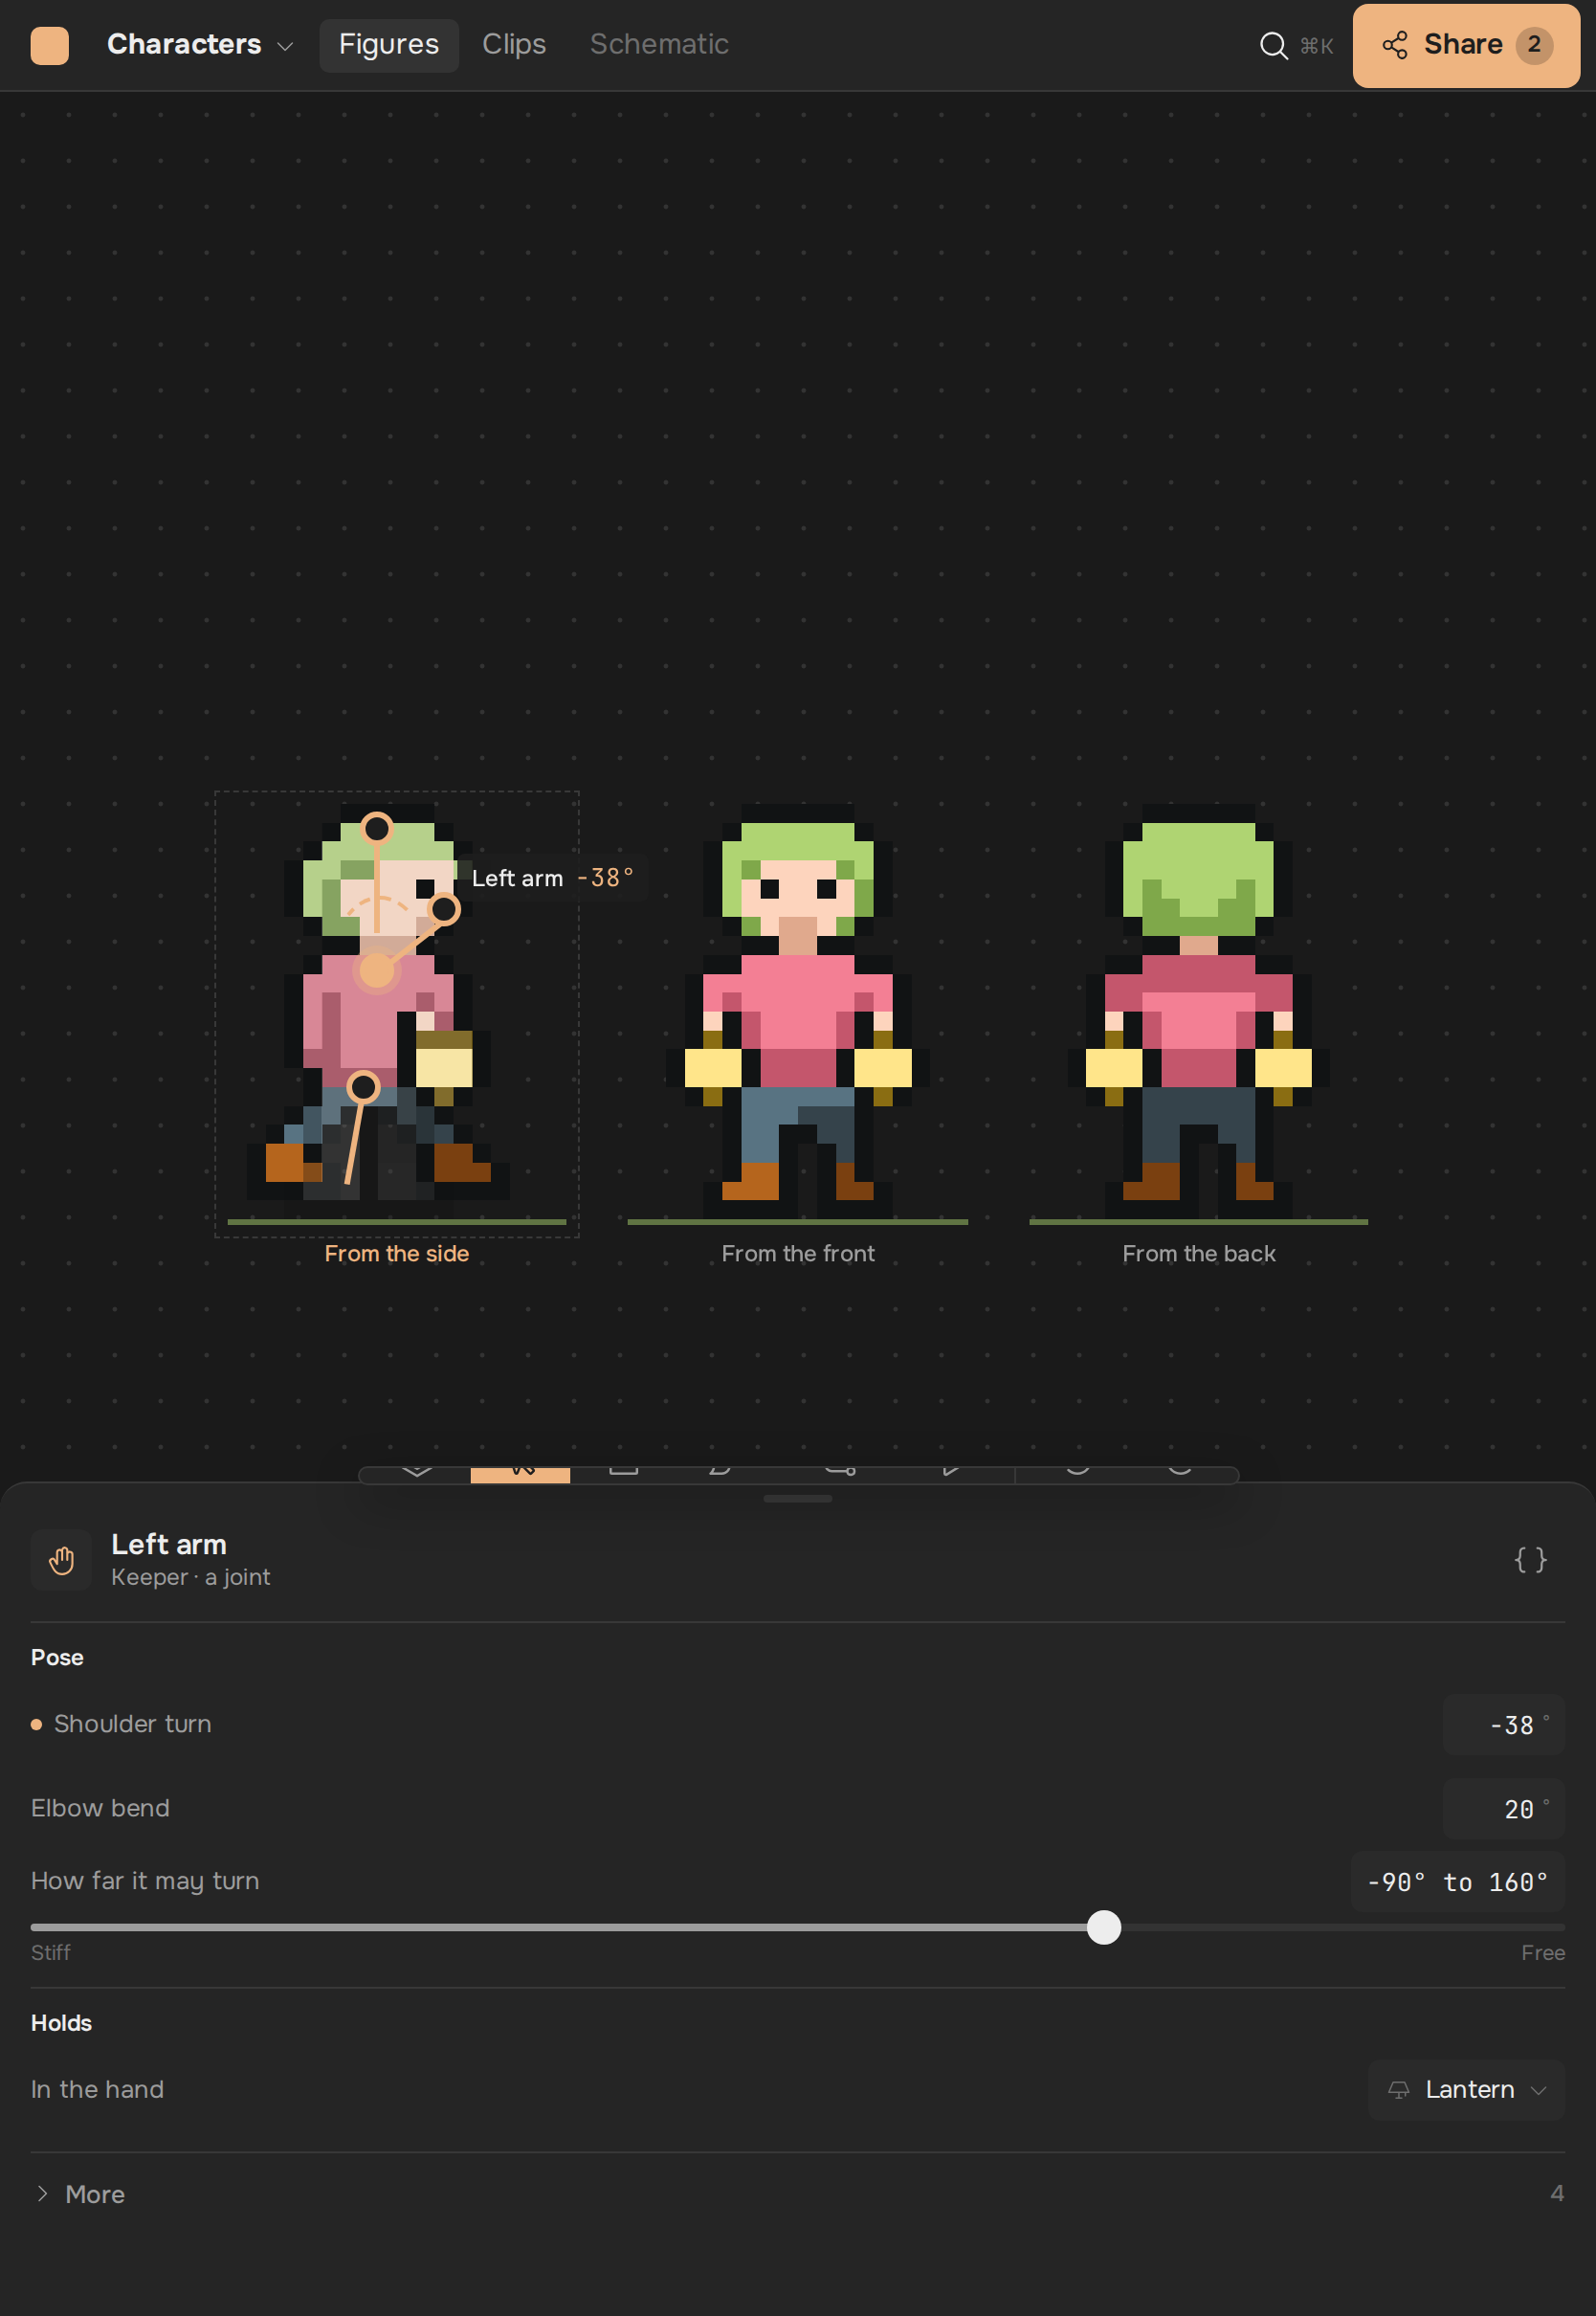 Characters Figures Clips Schematic ⌘K Share 2
Left arm -38°
From the side From the front From the back
Left arm
Keeper · a joint
{}
Pose
Shoulder turn -38 °
Elbow bend 20 °
How far it may turn -90° to 160°
Stiff Free
Holds
In the hand Lantern
More 4